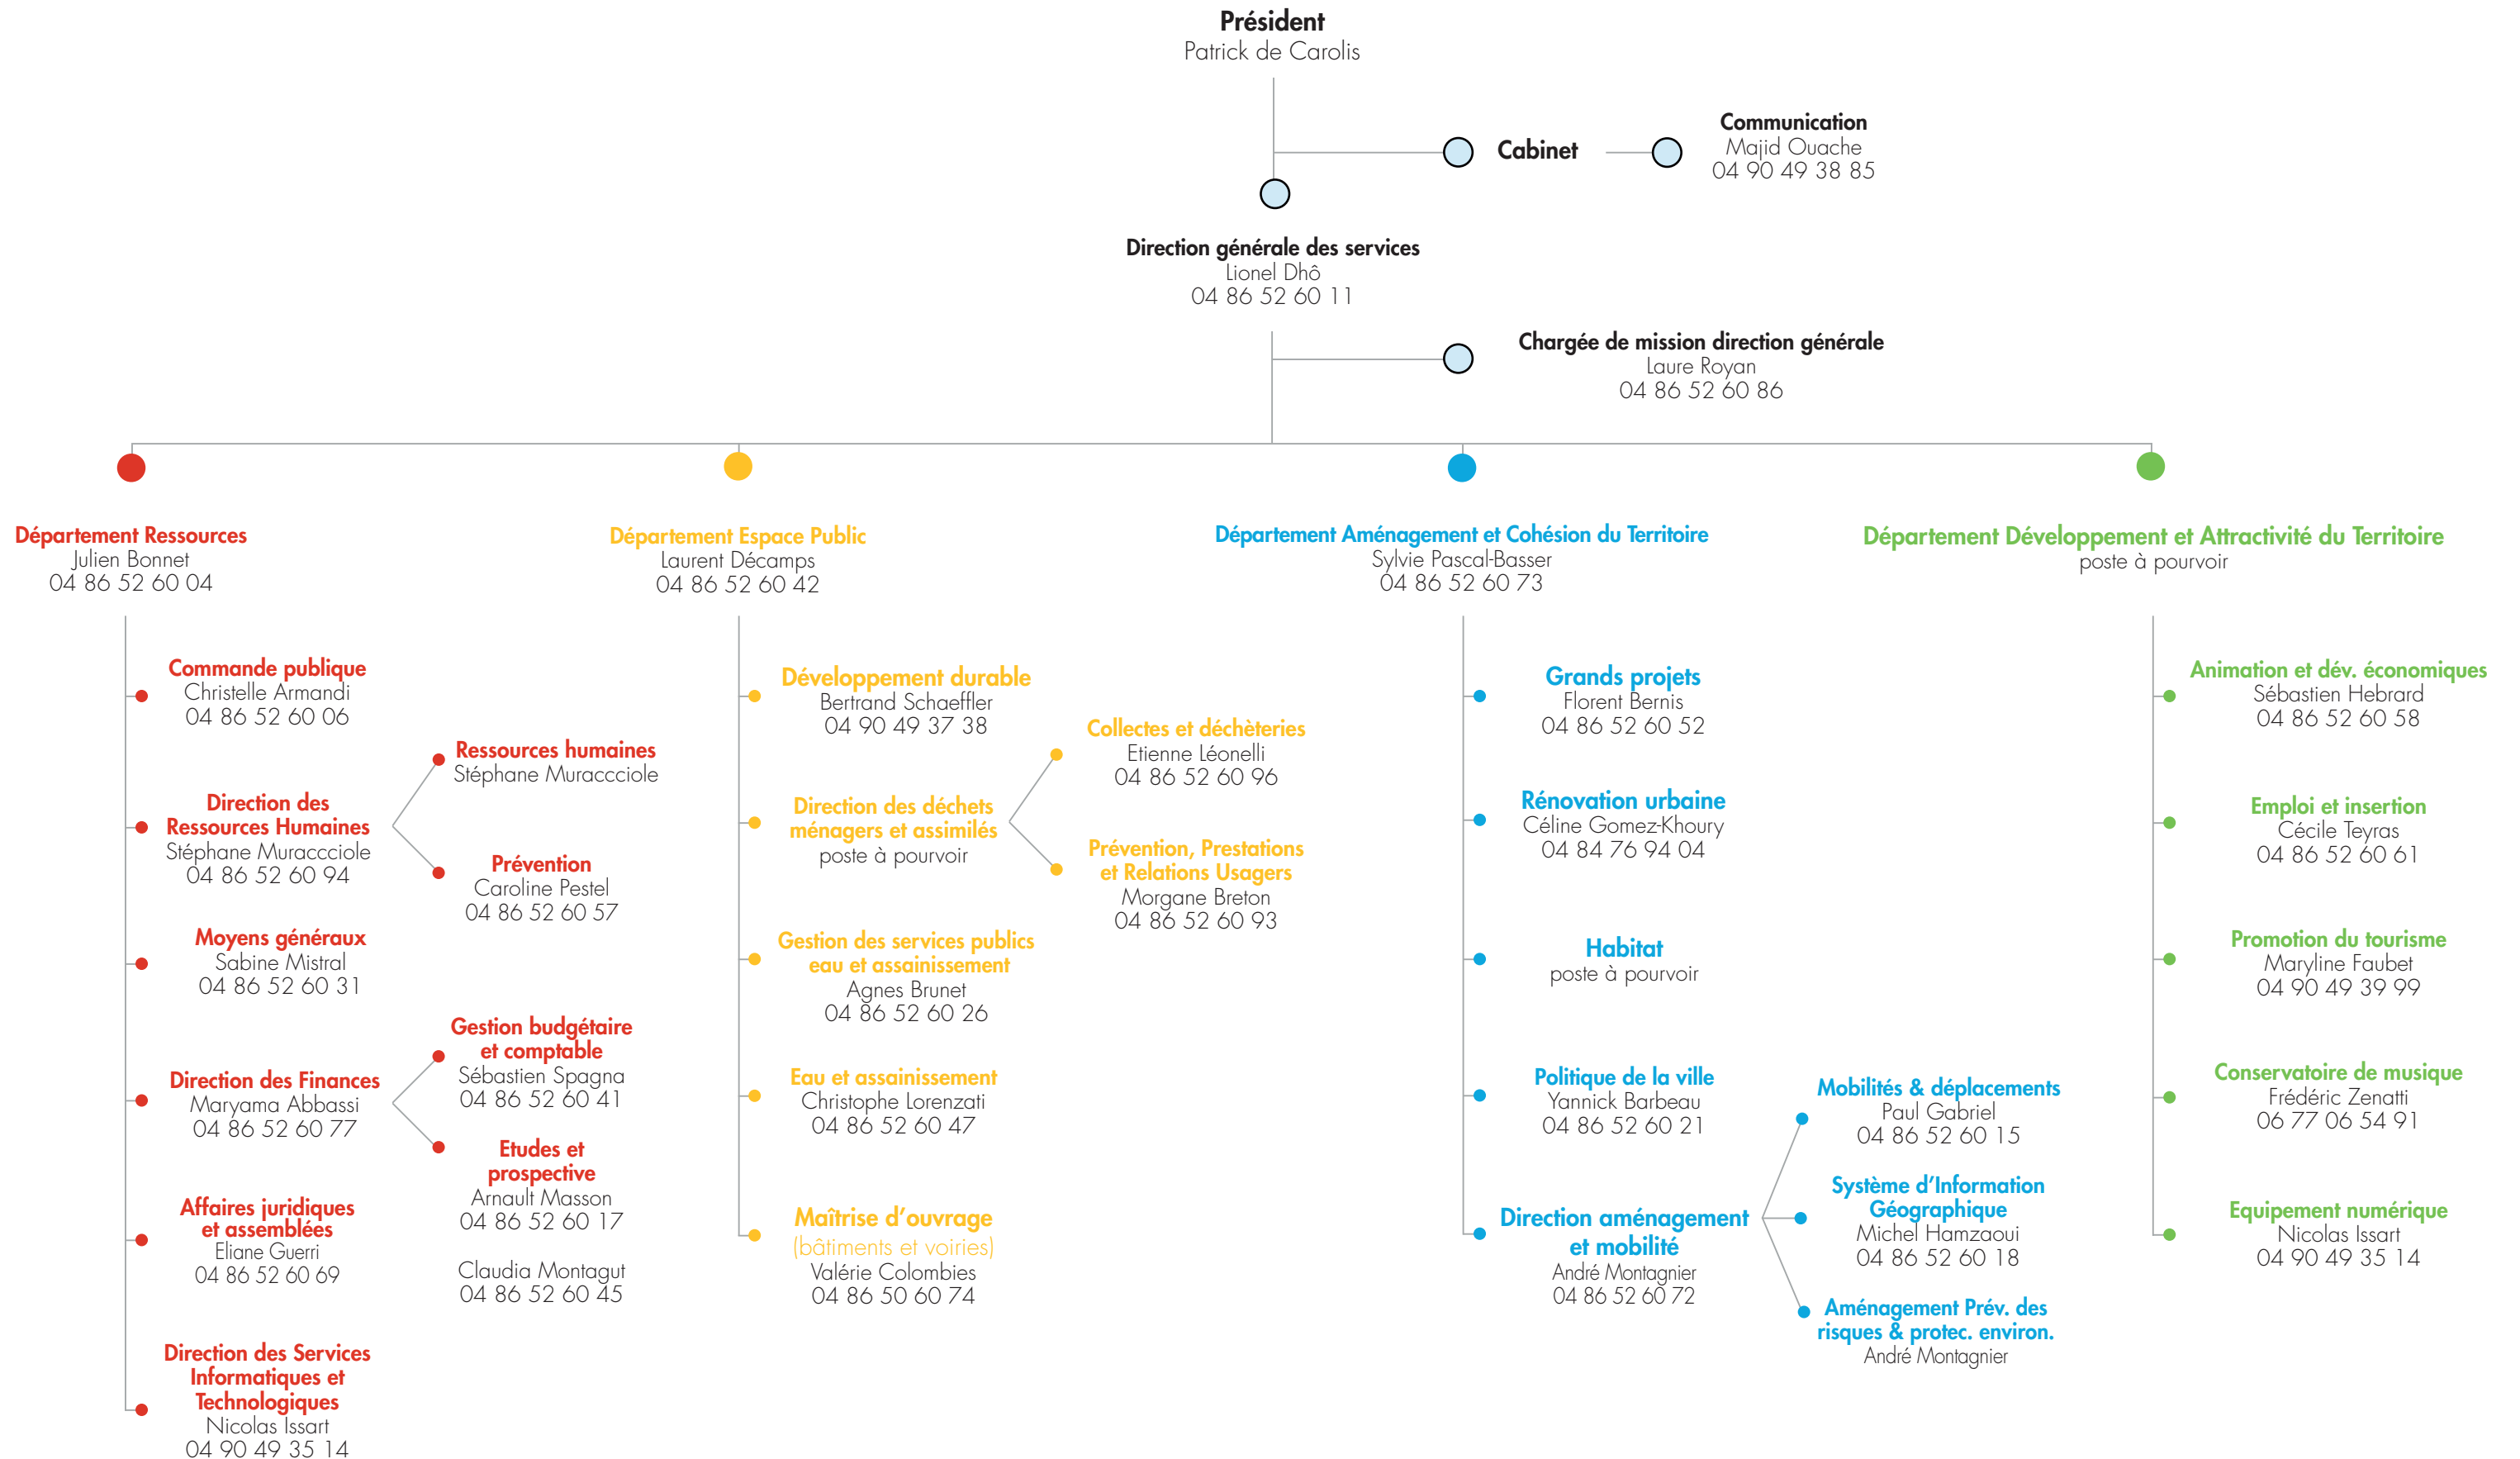 Président
Patrick de Carolis
Cabinet
Communication
Majid Ouache
04 90 49 38 85
Direction générale des services
Lionel Dhô
04 86 52 60 11
Chargée de mission direction générale
Laure Royan
04 86 52 60 86
Département Ressources
Julien Bonnet
04 86 52 60 04
Commande publique
Christelle Armandi
04 86 52 60 06
Direction des
Ressources Humaines
Stéphane Muraccciole
04 86 52 60 94
Ressources humaines
Stéphane Muraccciole
Prévention
Caroline Pestel
04 86 52 60 57
Moyens généraux
Sabine Mistral
04 86 52 60 31
Direction des Finances
Maryama Abbassi
04 86 52 60 77
Gestion budgétaire
et comptable
Sébastien Spagna
04 86 52 60 41
Etudes et
prospective
Arnault Masson
04 86 52 60 17
Claudia Montagut
04 86 52 60 45
Affaires juridiques
et assemblées
Eliane Guerri
04 86 52 60 69
Direction des Services
Informatiques et
Technologiques
Nicolas Issart
04 90 49 35 14
Département Espace Public
Laurent Décamps
04 86 52 60 42
Développement durable
Bertrand Schaeffler
04 90 49 37 38
Direction des déchets
ménagers et assimilés
poste à pourvoir
Collectes et déchèteries
Etienne Léonelli
04 86 52 60 96
Prévention, Prestations
et Relations Usagers
Morgane Breton
04 86 52 60 93
Gestion des services publics
eau et assainissement
Agnes Brunet
04 86 52 60 26
Eau et assainissement
Christophe Lorenzati
04 86 52 60 47
Maîtrise d’ouvrage
(bâtiments et voiries)
Valérie Colombies
04 86 50 60 74
Département Aménagement et Cohésion du Territoire
Sylvie Pascal-Basser
04 86 52 60 73
Grands projets
Florent Bernis
04 86 52 60 52
Rénovation urbaine
Céline Gomez-Khoury
04 84 76 94 04
Habitat
poste à pourvoir
Politique de la ville
Yannick Barbeau
04 86 52 60 21
Direction aménagement
et mobilité
André Montagnier
04 86 52 60 72
Mobilités & déplacements
Paul Gabriel
04 86 52 60 15
Système d’Information
Géographique
Michel Hamzaoui
04 86 52 60 18
Aménagement Prév. des
risques & protec. environ.
André Montagnier
Département Développement et Attractivité du Territoire
poste à pourvoir
Animation et dév. économiques
Sébastien Hebrard
04 86 52 60 58
Emploi et insertion
Cécile Teyras
04 86 52 60 61
Promotion du tourisme
Maryline Faubet
04 90 49 39 99
Conservatoire de musique
Frédéric Zenatti
06 77 06 54 91
Equipement numérique
Nicolas Issart
04 90 49 35 14